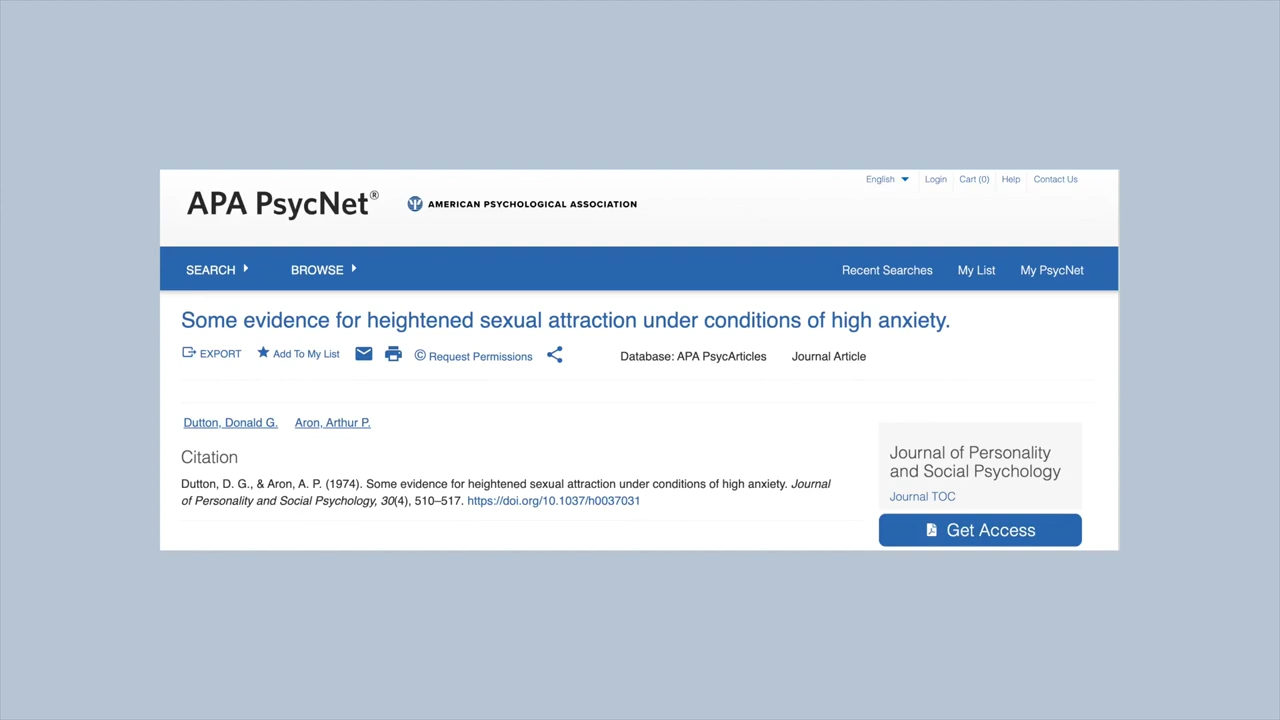 English Login Cart (0) Help Contact Us
APA PsycNet® AMERICAN PSYCHOLOGICAL ASSOCIATION
SEARCH BROWSE Recent Searches My List My PsycNet
Some evidence for heightened sexual attraction under conditions of high anxiety.
EXPORT Add To My List © Request Permissions Database: APA PsycArticles Journal Article
Dutton, Donald G. Aron, Arthur P.
Citation
Dutton, D. G., & Aron, A. P. (1974). Some evidence for heightened sexual attraction under conditions of high anxiety. Journal
of Personality and Social Psychology, 30(4), 510–517. https://doi.org/10.1037/h0037031
Journal of Personality
and Social Psychology
Journal TOC
Get Access